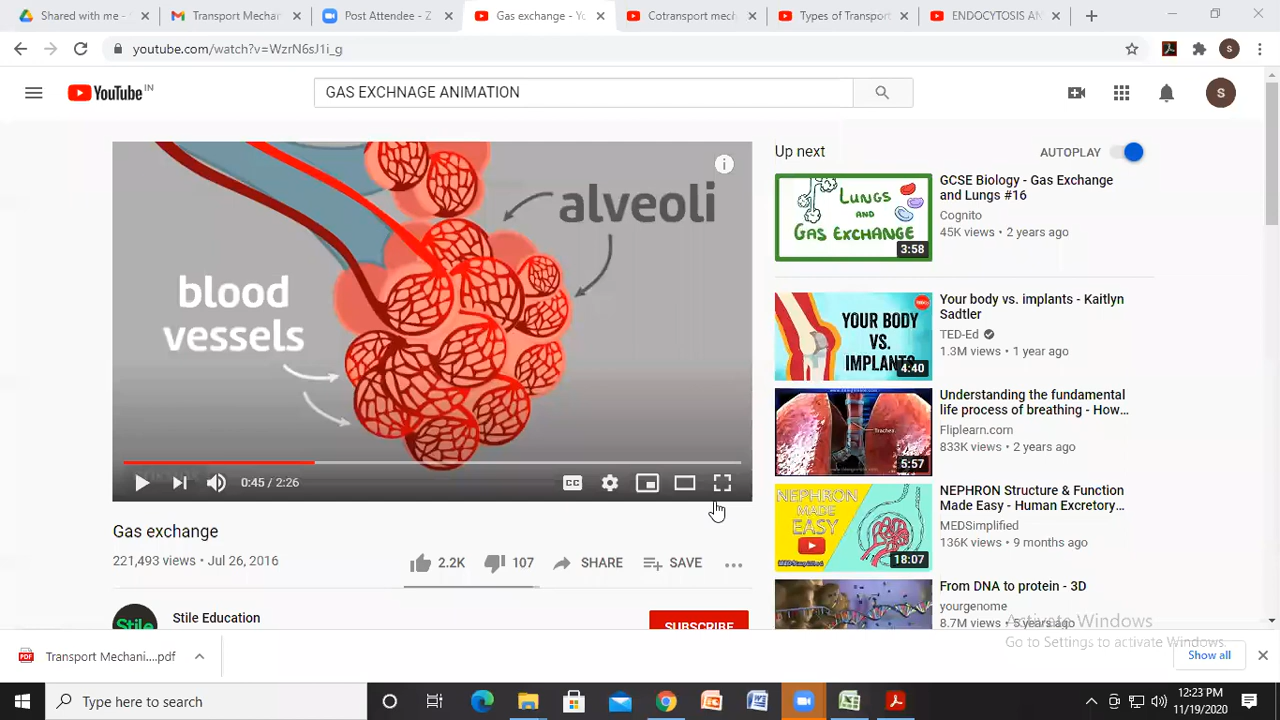 Shared with me -
Transport Mechan
Post Attendee - Z
Gas exchange - Yo
Cotransport mec
Types of Transport
ENDOCYTOSIS AN
youtube.com/watch?v=WzrN6sJ1i_g
S
YouTube IN
GAS EXCHNAGE ANIMATION
S
alveoli
blood
vessels
0:45 / 2:26
CC
Gas exchange
221,493 views • Jul 26, 2016
2.2K
107
SHARE
SAVE
Stile
Stile Education
SUBSCRIBE
Up next
AUTOPLAY
LUNGS
AND
GAS EXCHANGE
3:58
GCSE Biology - Gas Exchange
and Lungs #16
Cognito
45K views • 2 years ago
YOUR BODY
VS.
IMPLANTS
4:40
Your body vs. implants - Kaitlyn
Sadtler
TED-Ed
1.3M views • 1 year ago
Trachea
5:57
Understanding the fundamental
life process of breathing - How...
Fliplearn.com
833K views • 2 years ago
NEPHRON
MADE
EASY
18:07
NEPHRON Structure & Function
Made Easy - Human Excretory...
MEDSimplified
136K views • 9 months ago
From DNA to protein - 3D
yourgenome
8.7M views • 5 years ago
Activate Windows
Go to Settings to activate Windows.
Transport Mechani....pdf
Show all
Type here to search
12:23 PM
11/19/2020